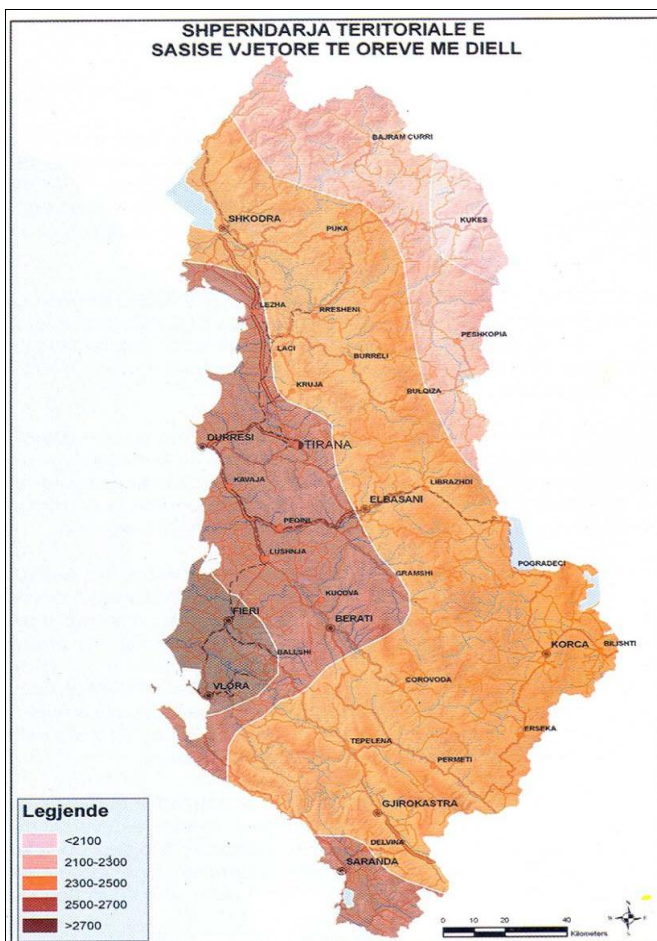 SHPERNDARJA TERITORIALE E
SASISE VJETORE TE OREVE ME DIELL
BAJRAM CURRI
SHKODRA
KUKES
PUKA
LEZHA
RRESHENI
PESHKOPIA
LACI
BURRELI
KRUJA
BULQIZA
DURRESI
TIRANA
KAVAJA
LIBRAZHDI
ELBASANI
PEQINI
LUSHNJA
POGRADECI
GRAMSHI
KUCOVA
FIERI
BERATI
BILISHTI
KORCA
BALLSHI
COROVODA
VLORA
ERSEKA
TEPELENA
PERMETI
GJIROKASTRA
DELVINA
SARANDA
Legjende
<2100
2100-2300
2300-2500
2500-2700
>2700
0 10 20 40
Kilometers